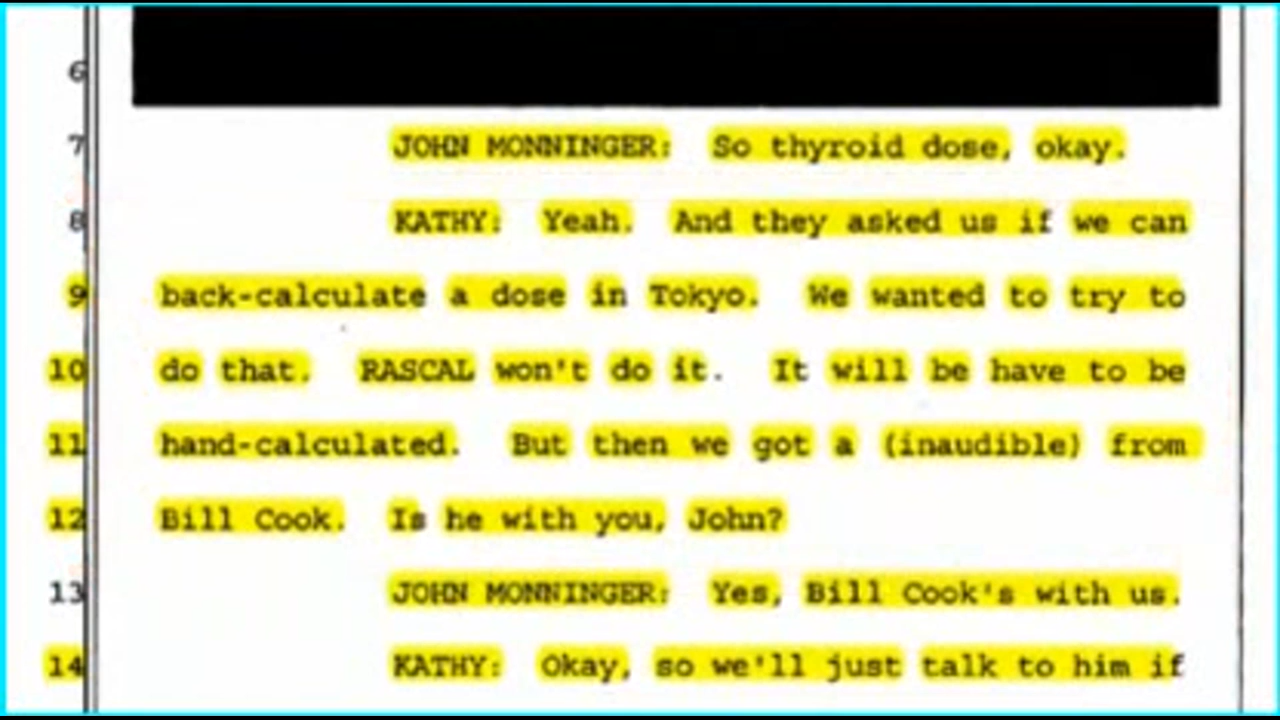 6
7 JOHN MONNINGER: So thyroid dose, okay.
8 KATHY: Yeah. And they asked us if we can
9 back-calculate a dose in Tokyo. We wanted to try to
10 do that. RASCAL won't do it. It will be have to be
11 hand-calculated. But then we got a (inaudible) from
12 Bill Cook. Is he with you, John?
13 JOHN MONNINGER: Yes, Bill Cook's with us.
14 KATHY: Okay, so we'll just talk to him if